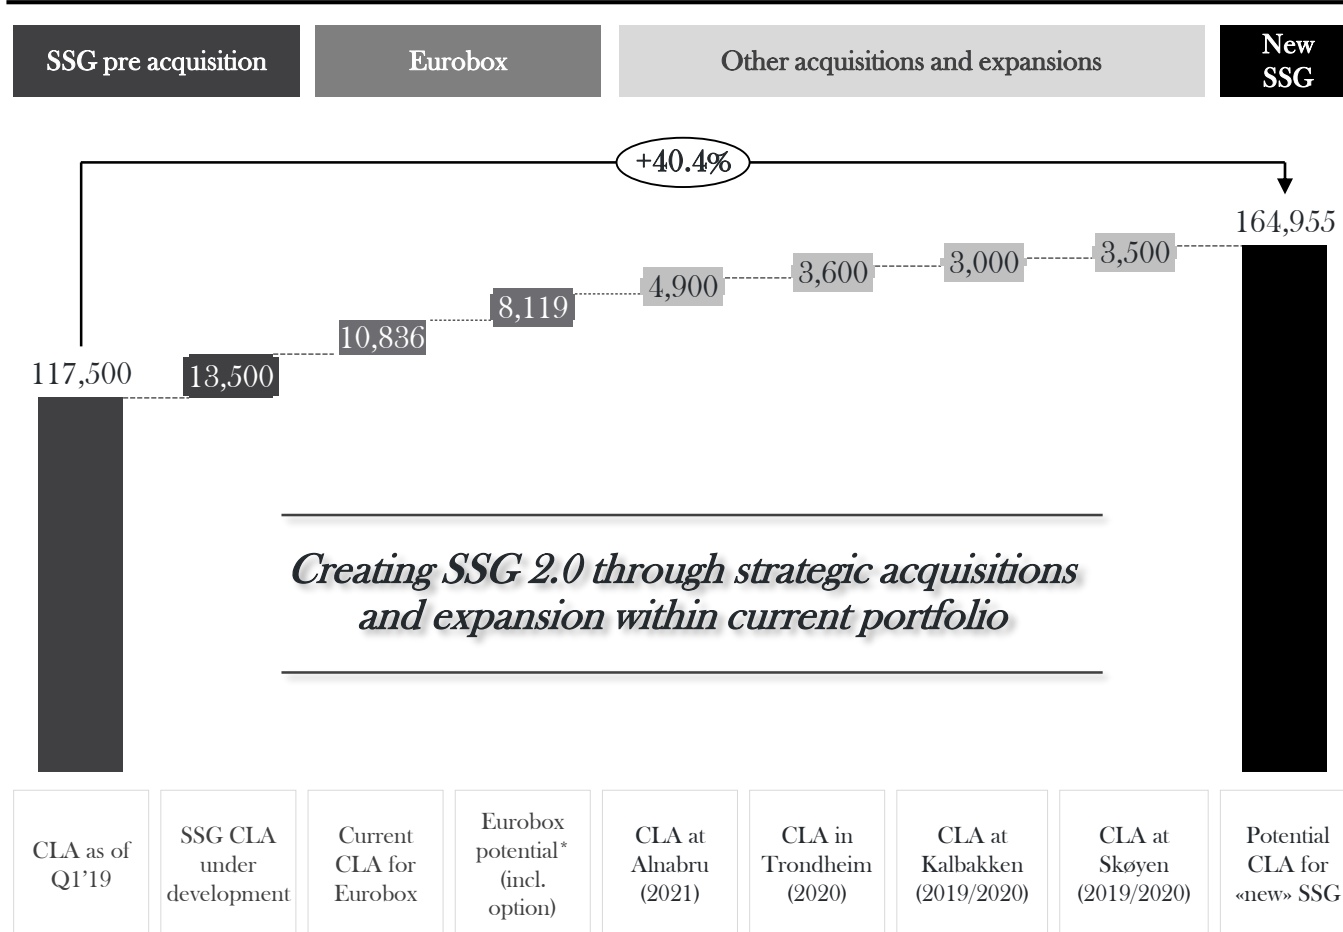 SSG pre acquisition
Eurobox
Other acquisitions and expansions
New
SSG
+40.4%
117,500
13,500
10,836
8,119
4,900
3,600
3,000
3,500
164,955
Creating SSG 2.0 through strategic acquisitions
and expansion within current portfolio
CLA as of
Q1’19
SSG CLA
under
development
Current
CLA for
Eurobox
Eurobox
potential*
(incl.
option)
CLA at
Alnabru
(2021)
CLA in
Trondheim
(2020)
CLA at
Kalbakken
(2019/2020)
CLA at
Skøyen
(2019/2020)
Potential
CLA for
«new» SSG